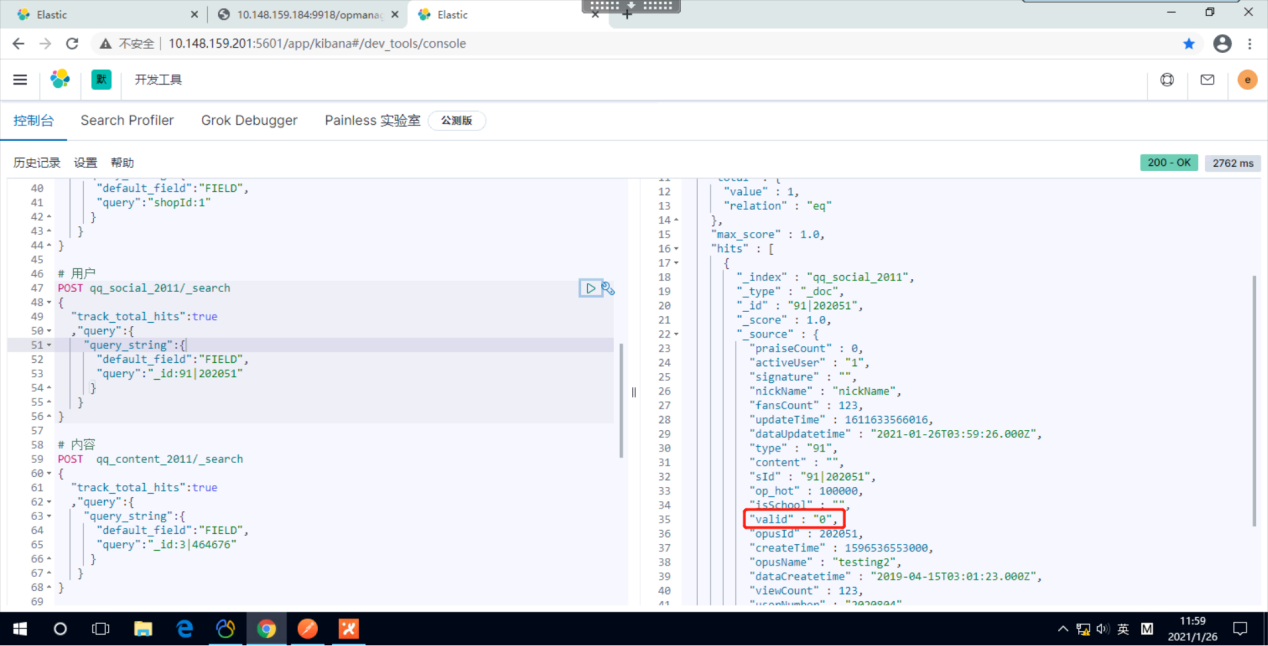 Elastic
10.148.159.184:9918/opmana
Elastic
不安全
10.148.159.201:5601/app/kibana#/dev_tools/console
默
开发工具
e
控制台
Search Profiler
Grok Debugger
Painless 实验室
公测版
历史记录
设置
帮助
200 - OK
2762 ms
40 "default_field":"FIELD",
41 "query":"shopId:1"
42 }
43 }
44 }
45
46 # 用户
47 POST qq_social_2011/_search
48 {
49 "track_total_hits":true
50 ,"query":{
51 "query_string":{
52 "default_field":"FIELD",
53 "query":"_id:91|202051"
54 }
55 }
56 }
57
58 # 内容
59 POST  qq_content_2011/_search
60 {
61 "track_total_hits":true
62 ,"query":{
63 "query_string":{
64 "default_field":"FIELD",
65 "query":"_id:3|464676"
66 }
67 }
68 }
69
11 "total" : {
12 "value" : 1,
13 "relation" : "eq"
14 },
15 "max_score" : 1.0,
16 "hits" : [
17 {
18 "_index" : "qq_social_2011",
19 "_type" : "_doc",
20 "_id" : "91|202051",
21 "_score" : 1.0,
22 "_source" : {
23 "praiseCount" : 0,
24 "activeUser" : "1",
25 "signature" : "",
26 "nickName" : "nickName",
27 "fansCount" : 123,
28 "updateTime" : 1611633566016,
29 "dataUpdatetime" : "2021-01-26T03:59:26.000Z",
30 "type" : "91",
31 "content" : "",
32 "sId" : "91|202051",
33 "op_hot" : 100000,
34 "isSchool" : "",
35 "valid" : "0",
36 "opusId" : 202051,
37 "createTime" : 1596536553000,
38 "opusName" : "testing2",
39 "dataCreatetime" : "2019-04-15T03:01:23.000Z",
40 "viewCount" : 123,
41 "userNumber" : "2020804"
英
M
11:59
2021/1/26